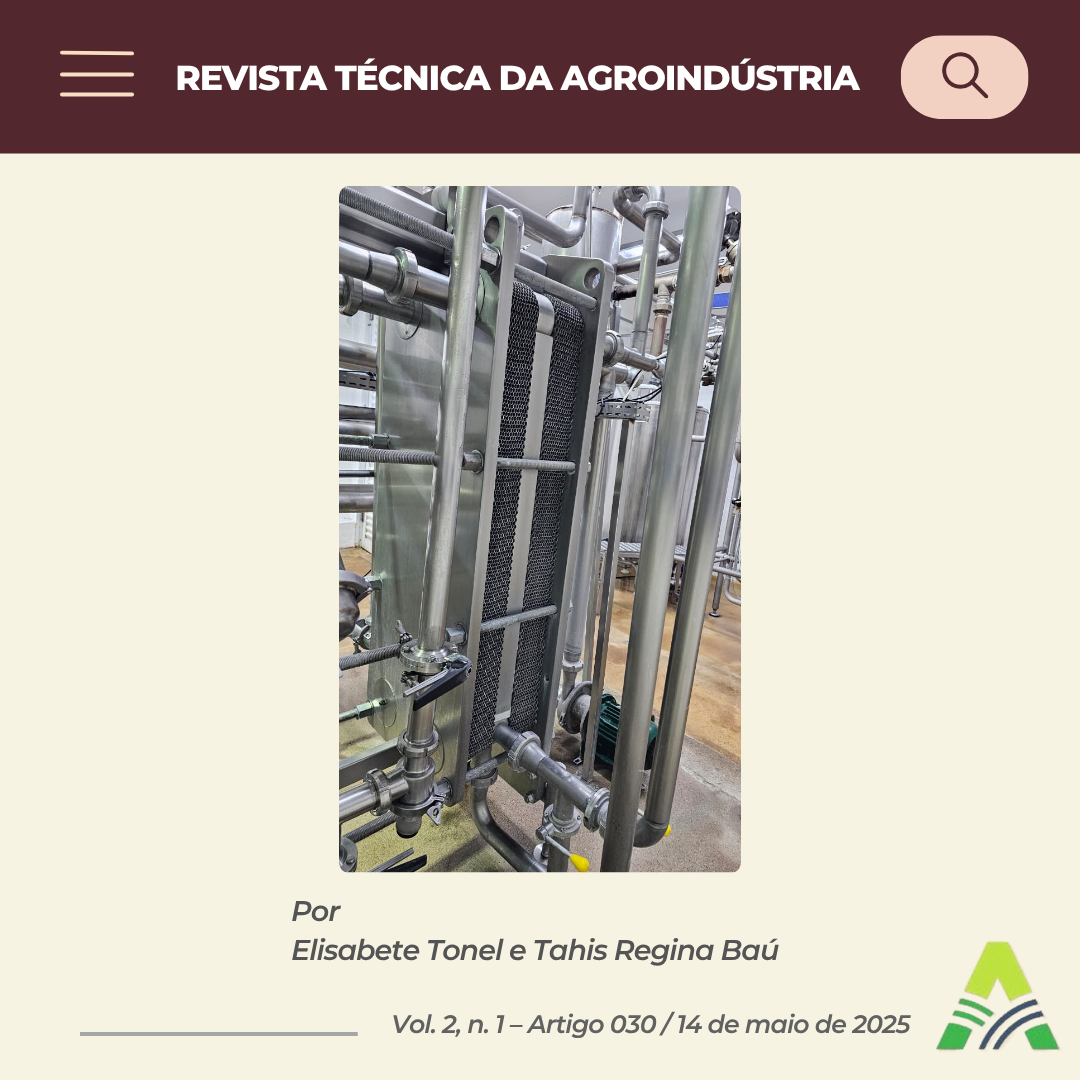 REVISTA TÉCNICA DA AGROINDÚSTRIA
Por
Elisabete Tonel e Tahis Regina Baú
Vol. 2, n. 1 – Artigo 030 / 14 de maio de 2025